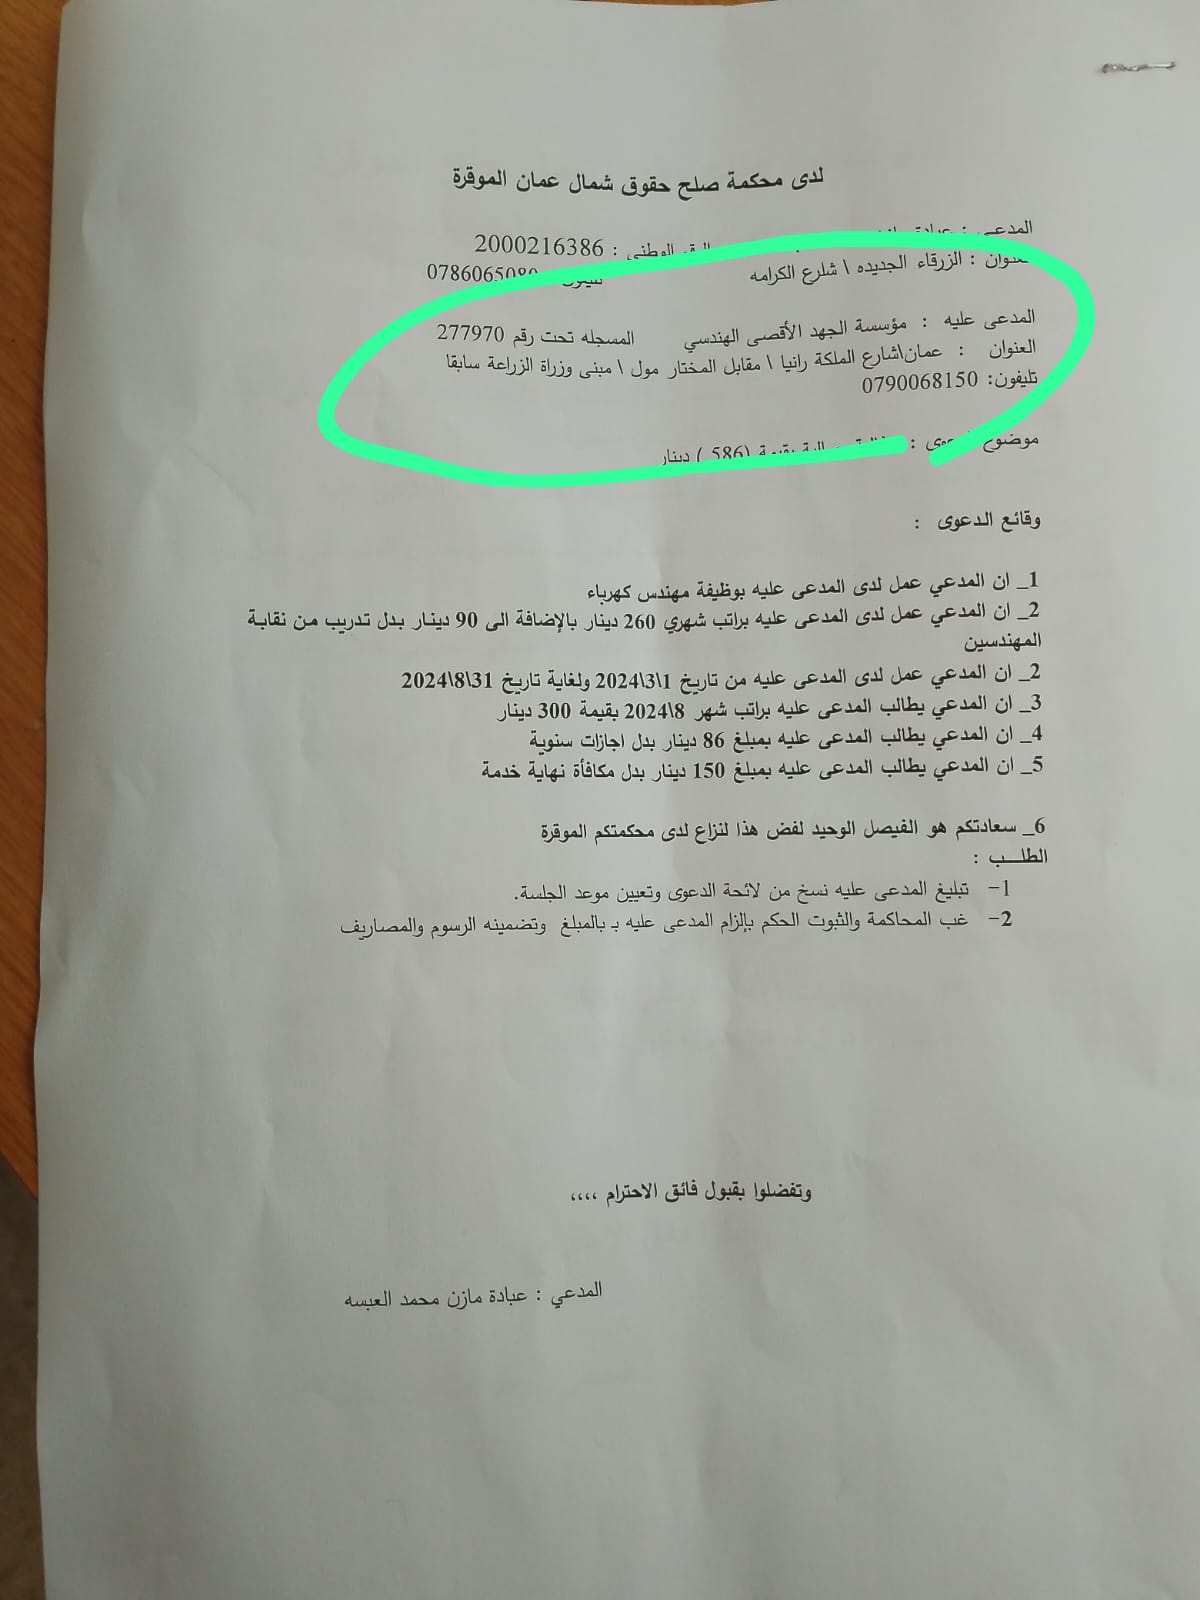 لدى محكمة صلح حقوق شمال عمان الموقرة
المدعي : عبادة : 2000216386
العنوان : الزرقاء الجديده \ شلرع الكرامه
المدعى عليه : مؤسسة الجهد الأقصى الهندسي المسجله تحت رقم 277970
العنوان : عمان\شارع الملكة رانيا \ مقابل المختار مول \ مبنى وزراة الزراعة سابقا
تليفون: 0790068150
موضوع : بقيمة (586 ) دينار
وقائع الدعوى :
1_ ان المدعي عمل لدى المدعى عليه بوظيفة مهندس كهرباء
2_ ان المدعي عمل لدى المدعى عليه براتب شهري 260 دينار بالإضافة الى 90 دينار بدل تدريب من نقابة
المهندسين
2_ ان المدعي عمل لدى المدعى عليه من تاريخ 1\3\2024 ولغاية تاريخ 31\8\2024
3_ ان المدعي يطالب المدعى عليه براتب شهر 8\2024 بقيمة 300 دينار
4_ ان المدعي يطالب المدعى عليه بمبلغ 86 دينار بدل اجازات سنوية
5_ ان المدعي يطالب المدعى عليه بمبلغ 150 دينار بدل مكافأة نهاية خدمة
6_ سعادتكم هو الفيصل الوحيد لفض هذا لنزاع لدى محكمتكم الموقرة
الطلـــب :
1- تبليغ المدعى عليه نسخ من لائحة الدعوى وتعيين موعد الجلسة.
2- غب المحاكمة والثبوت الحكم بإلزام المدعى عليه بـ بالمبلغ وتضمينه الرسوم والمصاريف
وتفضلوا بقبول فائق الاحترام ،،،،
المدعي : عبادة مازن محمد العبسه